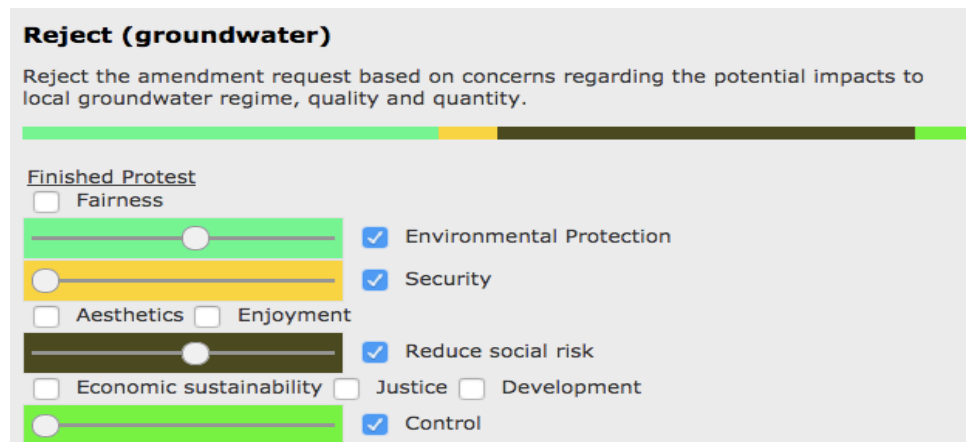 Reject (groundwater)
Reject the amendment request based on concerns regarding the potential impacts to
local groundwater regime, quality and quantity.
Finished Protest
Fairness
Environmental Protection
Security
Aesthetics Enjoyment
Reduce social risk
Economic sustainability Justice Development
Control